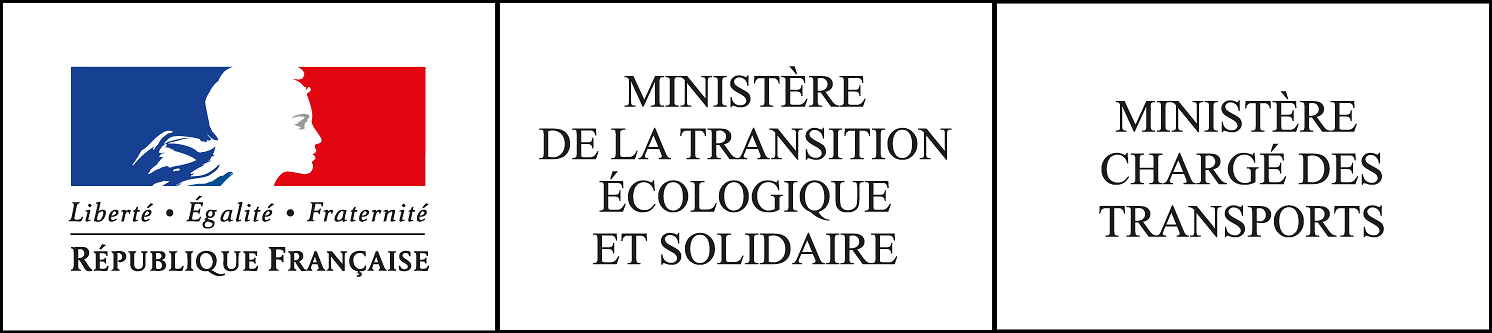 Liberté • Égalité • Fraternité
RÉPUBLIQUE FRANÇAISE
MINISTÈRE
DE LA TRANSITION
ÉCOLOGIQUE
ET SOLIDAIRE
MINISTÈRE
CHARGÉ DES
TRANSPORTS